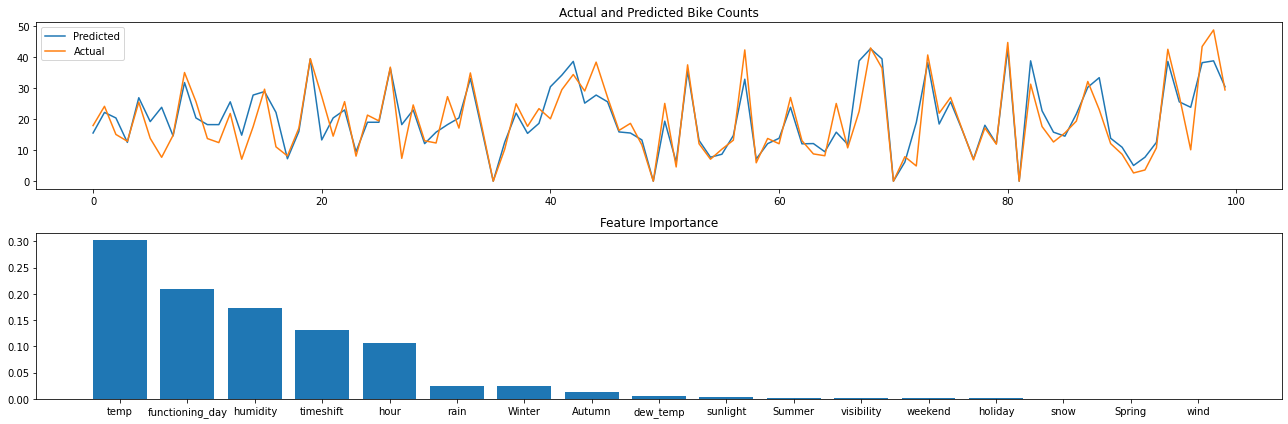 Actual and Predicted Bike Counts
50
40
30
20
10
0
Predicted
Actual
0 20 40 60 80 100
Feature Importance
0.30
0.25
0.20
0.15
0.10
0.05
0.00
temp functioning_day humidity timeshift hour rain Winter Autumn dew_temp sunlight Summer visibility weekend holiday snow Spring wind